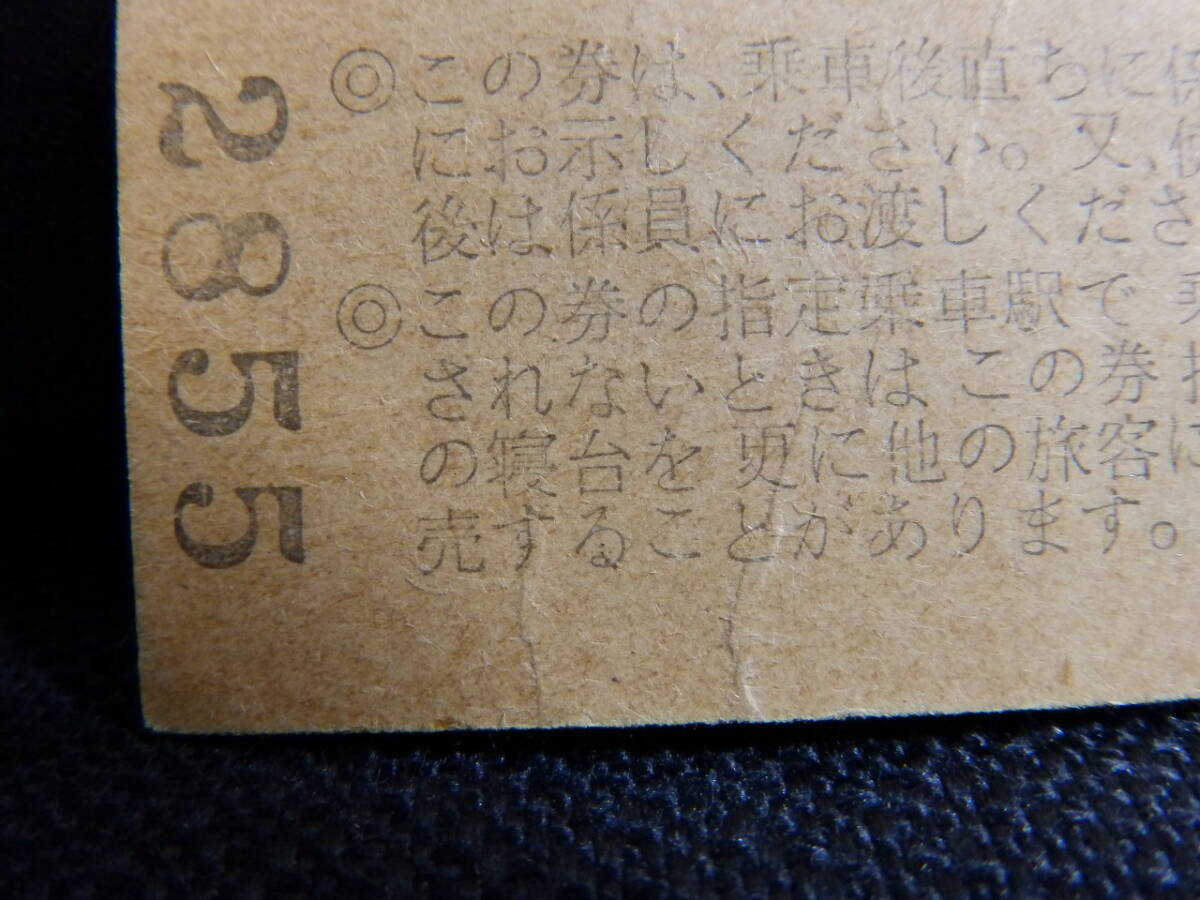 2855
◎この券は、乗車後直ちに係
にお示しください。又、使
後は係員にお渡しくださ
◎この券の指定乗車駅で乗
されないときはこの券指
の寝台を更に他の旅客に
売することがあります。